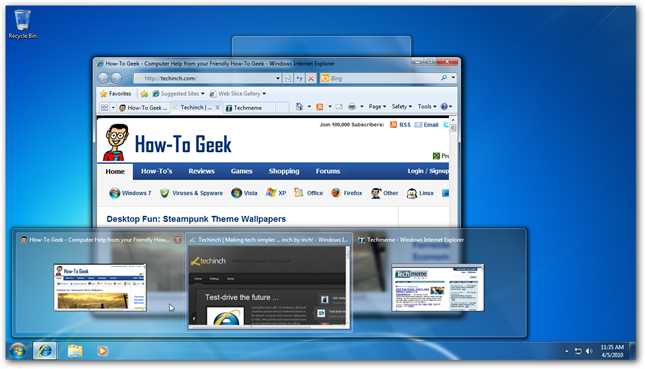 Recycle Bin
How-To Geek - Computer Help from your Friendly How-To Geek - Windows Internet Explorer
http://techinch.com/
Bing
Favorites
Suggested Sites
Web Slice Gallery
How-To Geek
Techinch | ...
Techmeme
Page
Safety
Tools
Join 100,000 Subscribers:
RSS
Email
How-To Geek
Home
How-To's
Reviews
Games
Shopping
Forums
Login / Signup
Windows 7
Viruses & Spyware
Vista
XP
Office
Firefox
Other
Linux
Desktop Fun: Steampunk Theme Wallpapers
How-To Geek - Computer Help from your Friendly How...
Techinch | Making tech simpler ... inch by inch! - Windows I...
Techmeme - Windows Internet Explorer
How-To Geek
techinch
Techmeme
Test-drive the future ...
11:35 AM
4/5/2010